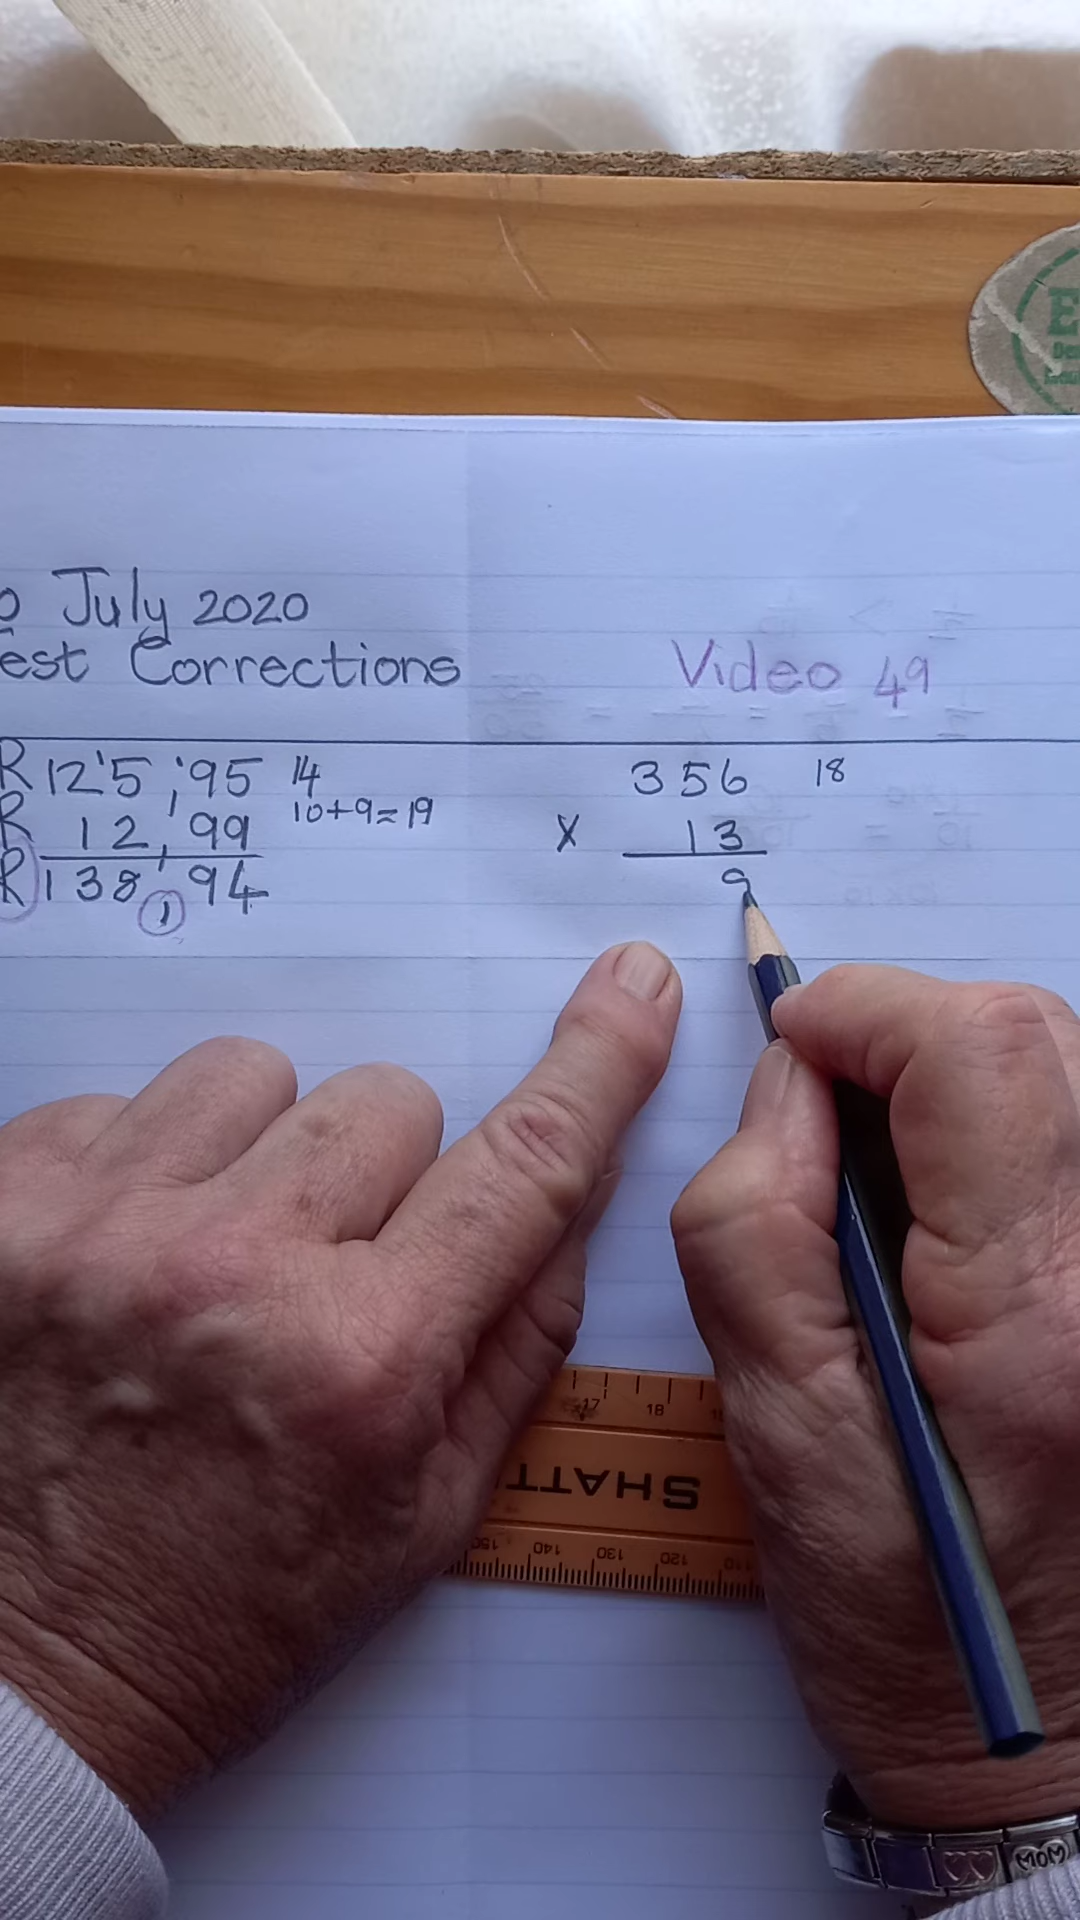 July 2020
est Corrections
Video 49
R 12'5,'95 14
R 12,99 10+9=19
R 138,94
1
356 18
X 13
9
17 18
SHATT
150 140 130 120 110
MOM
E